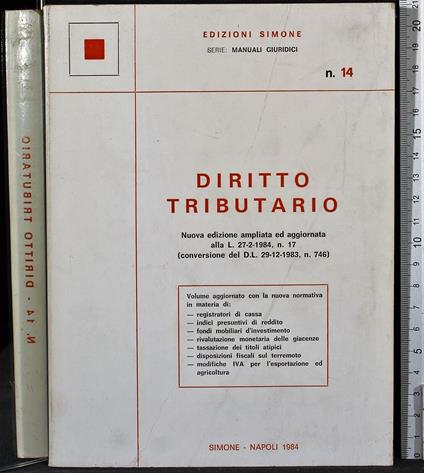 EDIZIONI SIMONE
SERIE: MANUALI GIURIDICI
n. 14
DIRITTO
TRIBUTARIO
Nuova edizione ampliata ed aggiornata
alla L. 27-2-1984, n. 17
(conversione del D.L. 29-12-1983, n. 746)
Volume aggiornato con la nuova normativa
in materia di:
— registratori di cassa
— indici presuntivi di reddito
— fondi mobiliari d'investimento
— rivalutazione monetaria delle giacenze
— tassazione dei titoli atipici
— disposizioni fiscali sul terremoto
— modifiche IVA per l'esportazione ed
agricoltura
SIMONE - NAPOLI 1984
DIRITTO TRIBUTARIO - N. 14